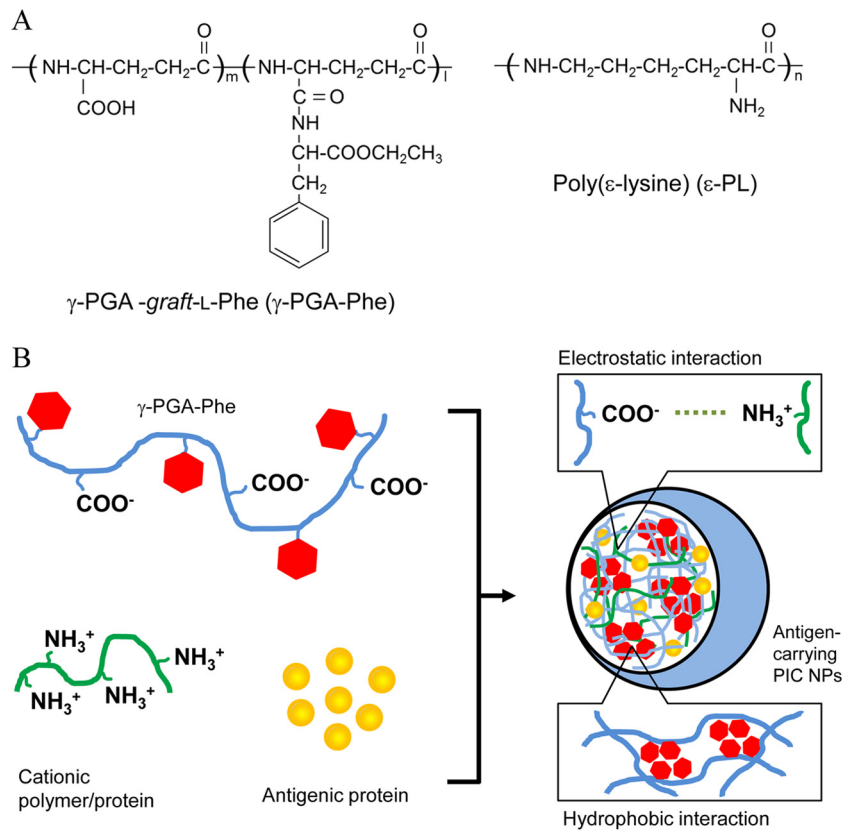 A
O O O
( NH-CH-CH2-CH2-C )m ( NH-CH-CH2-CH2-C )l ( NH-CH2-CH2-CH2-CH2-CH-C )n
COOH C=O NH2
NH
CH-COOCH2CH3
CH2
Poly(ε-lysine) (ε-PL)
γ-PGA -graft-L-Phe (γ-PGA-Phe)
B
Electrostatic interaction
γ-PGA-Phe
COO- NH3+
COO- COO- COO-
NH3+ NH3+
NH3+ NH3+
Antigen-
carrying
PIC NPs
Cationic
polymer/protein
Antigenic protein
Hydrophobic interaction